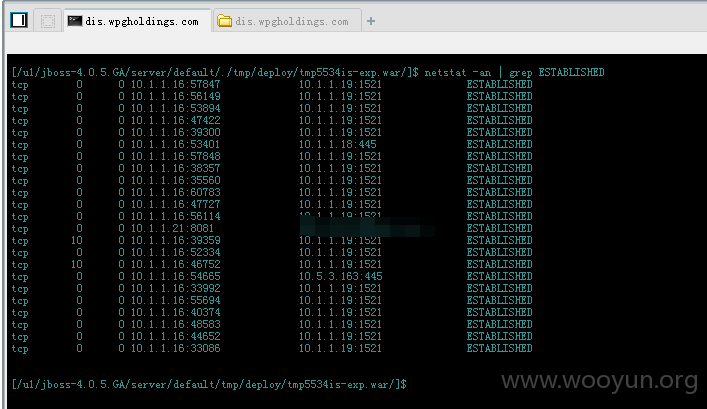 dis.wpgholdings.com dis.wpgholdings.com +
[/u1/jboss-4.0.5.GA/server/default/./tmp/deploy/tmp5534is-exp.war/]$ netstat -an | grep ESTABLISHED
tcp 0 0 10.1.1.16:57847 10.1.1.19:1521 ESTABLISHED
tcp 0 0 10.1.1.16:56149 10.1.1.19:1521 ESTABLISHED
tcp 0 0 10.1.1.16:53894 10.1.1.19:1521 ESTABLISHED
tcp 0 0 10.1.1.16:47422 10.1.1.19:1521 ESTABLISHED
tcp 0 0 10.1.1.16:39300 10.1.1.19:1521 ESTABLISHED
tcp 0 0 10.1.1.16:53401 10.1.1.18:445 ESTABLISHED
tcp 0 0 10.1.1.16:57848 10.1.1.19:1521 ESTABLISHED
tcp 0 0 10.1.1.16:38357 10.1.1.19:1521 ESTABLISHED
tcp 0 0 10.1.1.16:35560 10.1.1.19:1521 ESTABLISHED
tcp 0 0 10.1.1.16:60783 10.1.1.19:1521 ESTABLISHED
tcp 0 0 10.1.1.16:47727 10.1.1.19:1521 ESTABLISHED
tcp 0 0 10.1.1.16:56114 10.1.1.19:1521 ESTABLISHED
tcp 0 0 10.1.1.21:8081 ESTABLISHED
tcp 10 0 10.1.1.16:39359 10.1.1.19:1521 ESTABLISHED
tcp 0 0 10.1.1.16:52334 10.1.1.19:1521 ESTABLISHED
tcp 10 0 10.1.1.16:46752 10.1.1.19:1521 ESTABLISHED
tcp 0 0 10.1.1.16:54665 10.5.3.163:445 ESTABLISHED
tcp 0 0 10.1.1.16:33992 10.1.1.19:1521 ESTABLISHED
tcp 0 0 10.1.1.16:55694 10.1.1.19:1521 ESTABLISHED
tcp 0 0 10.1.1.16:40374 10.1.1.19:1521 ESTABLISHED
tcp 0 0 10.1.1.16:48583 10.1.1.19:1521 ESTABLISHED
tcp 0 0 10.1.1.16:44652 10.1.1.19:1521 ESTABLISHED
tcp 0 0 10.1.1.16:33086 10.1.1.19:1521 ESTABLISHED
[/u1/jboss-4.0.5.GA/server/default/tmp/deploy/tmp5534is-exp.war/]$
www.wooyun.org